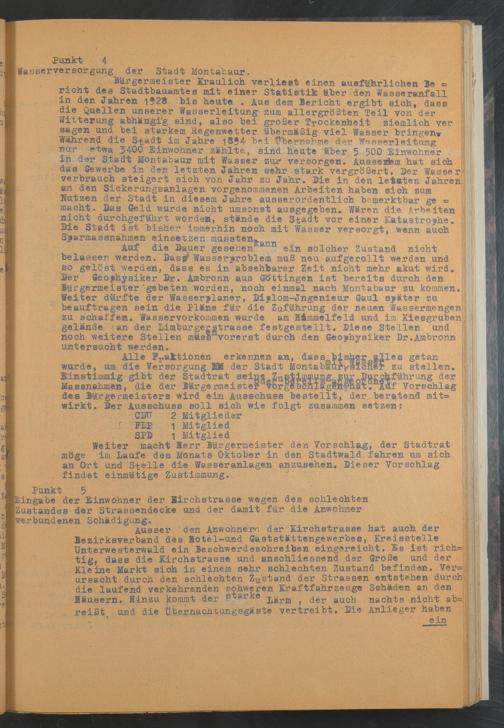 Punkt 4
Wasserversorgung der Stadt Montabaur.
Bürgermeister Kraulich verliest einen ausführlichen Be =
richt des Stadtbauamtes mit einer Statistik über den Wasseranfall
in den Jahren 1928 bis heute . Aus dem Bericht ergibt sich, dass
die Quellen unserer Wasserleitung zum allergrößten Teil von der
Witterung abhängig sind, also bei großer Trockenheit ziemlich ver
sagen und bei starkem Regenwetter übermäßig viel Wasser bringen.
Während die Stadt im Jahre 1894 bei Übernahme der Wasserleitung
nur etwa 3400 Einwohner zählte, sind heute über 5 500 Einwohner
in der Stadt Montabaur mit Wasser zur versorgen. Ausserdem hat sich
das Gewerbe in den letzten Jahren sehr stark vergrößert. Der Wasser
verbrauch steigert sich von Jahr zu Jahr. Die in den letzten Jahren
an den Sickerungsanlagen vorgenommenen Arbeiten haben sich zum
Nutzen der Stadt in diesem Jahre ausserordentlich bemerktbar ge =
macht. Das Geld wurde nicht umsonst ausgegeben. Wären die Arbeiten
nicht durchgeführt worden, stände die Stadt vor einer Katastrophe.
Die Stadt ist bisher immerhin noch mit Wasser versorgt, wenn auch
Sparmassnahmen einsetzen mussten.
Auf die Dauer gesehen kann ein solcher Zustand nicht
belassen werden. Das Wasserproblem muß neu aufgerollt werden und
so gelöst werden, dass es in absehbarer Zeit nicht mehr akut wird.
Der Geophysiker Dr. Ambronn aus Göttingen ist bereits durch den
Bürgermeister gebeten worden, noch einmal nach Montabaur zu kommen.
Weiter dürfte der Wasserplaner, Diplom-Jngenieur Gaul später zu
beauftragen sein die Pläne für die Zuführung der neuen Wassermengen
zu schaffen, Wasservorkommen wurde am Himmelfeld und im Kiesgruben
gelände an der Limburgerstrasse festgestellt. Diese Stellen und
noch weitere Stellen müssen vorerst durch den Geophysiker Dr.Ambronn
untersucht werden.
Alle Fraktionen erkennen an, dass bisher alles getan
wurde, um die Versorgung der Stadt Montabaur sicher zu stellen.
Einstimmig gibt der Stadtrat seine Zustimmung zur Durchführung der
Massnahmen, die der Bürgermeister vorgeschlagen hat. Auf Vorschlag
des Bürgermeisters wird ein Ausschuss bestellt, der beratend mit=
wirkt. Der Ausschuss soll sich wie folgt zusammen setzen:
CDU 2 Mitglieder
FDP 1 Mitglied
SPD 1 Mitglied
Weiter macht Herr Bürgermeister den Vorschlag, der Stadtrat
möge im Laufe des Monats Oktober in den Stadtwald fahren um sich
an Ort und Stelle die Wasseranlagen anzusehen. Dieser Vorschlag
findet einmütige Zustimmung.
Punkt 5
Eingabe der Einwohner der Kirchstrasse wegen des schlechten
Zustandes der Strassendecke und der damit für die Anwohner
verbundenen Schädigung.
Ausser den Anwohnern der Kirchstrasse hat auch der
Bezirksverband des Hotel-und Gaststättengewerbes, Kreisstelle
Unterwesterwald ein Beschwerdeschreiben eingereicht. Es ist rich=
tig, dass die Kirchstrasse und anschliessend der Große und der
Kleine Markt sich in einem sehr schlechten Zustand befinden. Ver=
ursacht durch den schlechten Zustand der Strassen entstehen durch
die laufend verkehrenden schweren Kraftfahrzeuge Schäden an den
Häusern. Hinzu kommt der starke Lärm , der auch nachts nicht ab=
reißt und die Übernachtungsgäste vertreibt. Die Anlieger haben
ein